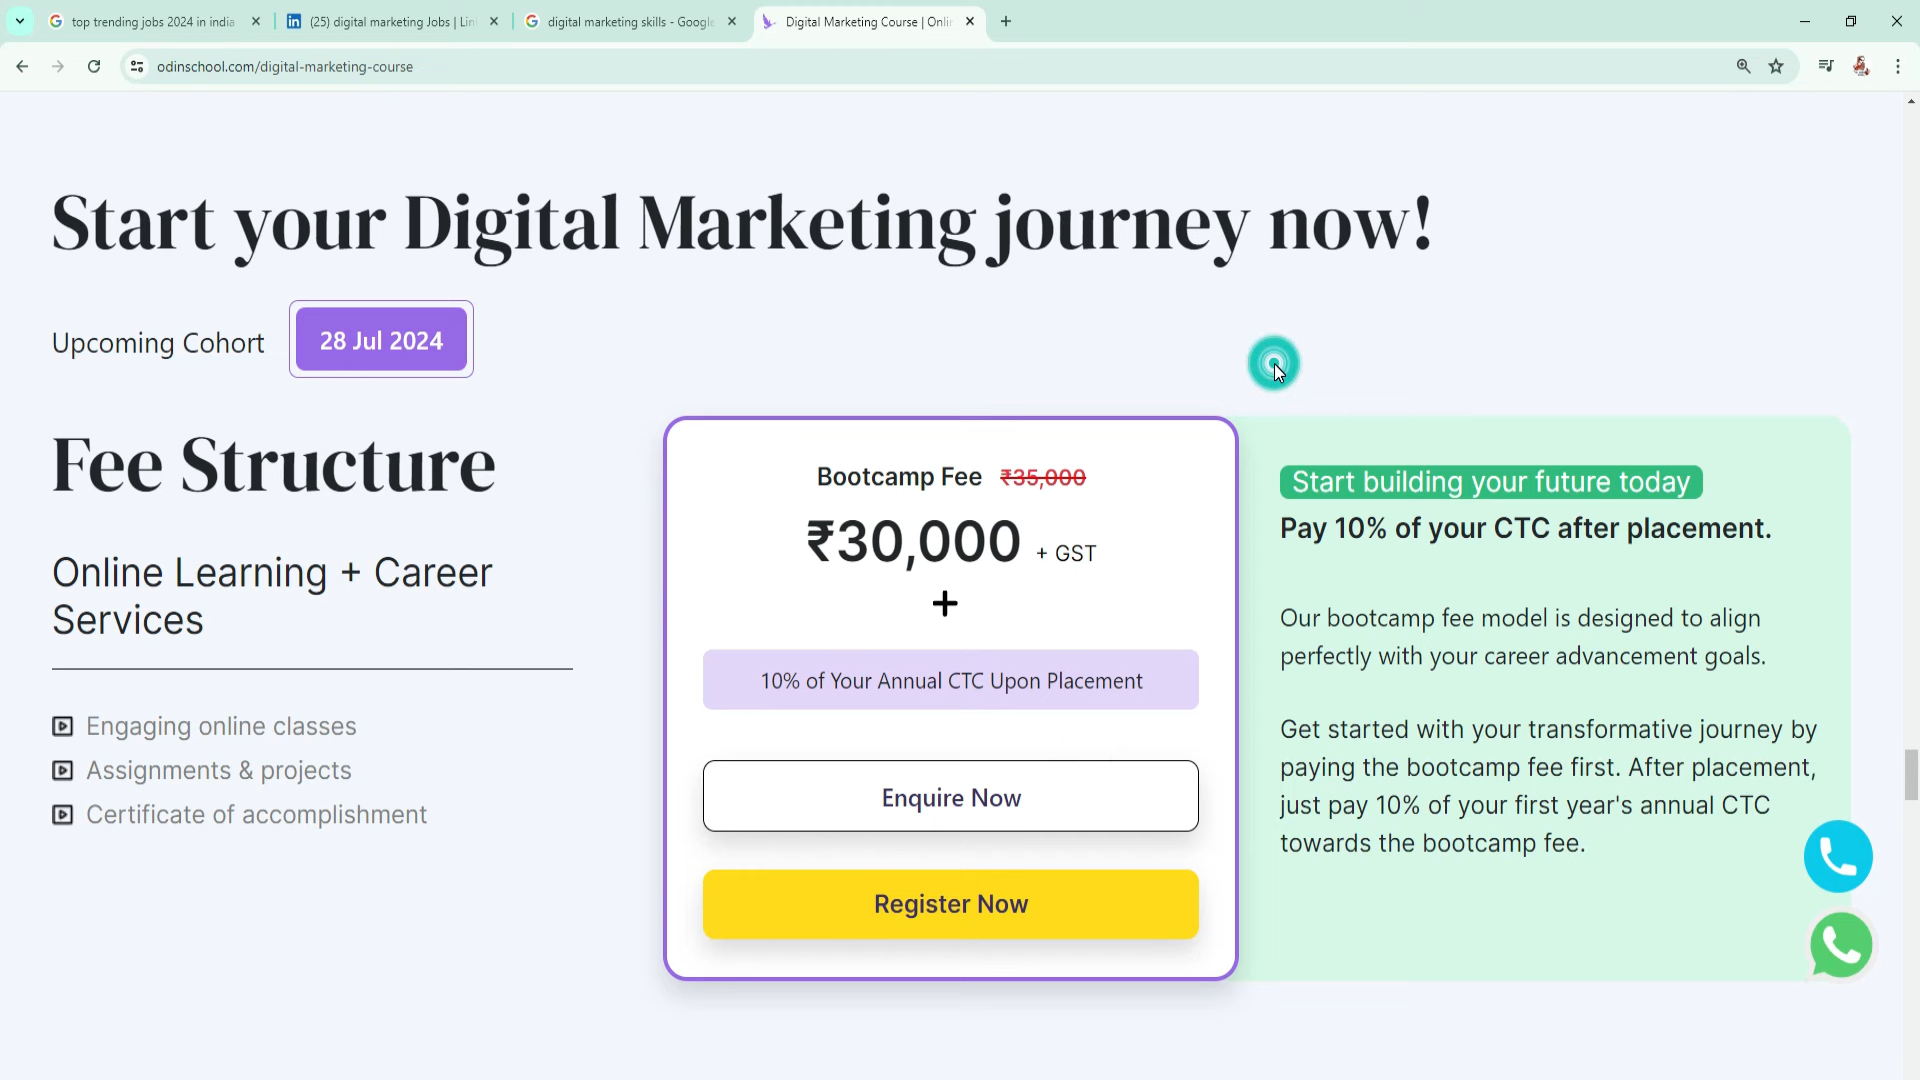 top trending jobs 2024 in india
(25) digital marketing Jobs | Lin
digital marketing skills - Google
Digital Marketing Course | Onlin
odinschool.com/digital-marketing-course
Start your Digital Marketing journey now!
Upcoming Cohort
28 Jul 2024
Fee Structure
Online Learning + Career
Services
Engaging online classes
Assignments & projects
Certificate of accomplishment
Bootcamp Fee ₹35,000
₹30,000 + GST
+
10% of Your Annual CTC Upon Placement
Enquire Now
Register Now
Start building your future today
Pay 10% of your CTC after placement.
Our bootcamp fee model is designed to align
perfectly with your career advancement goals.
Get started with your transformative journey by
paying the bootcamp fee first. After placement,
just pay 10% of your first year's annual CTC
towards the bootcamp fee.